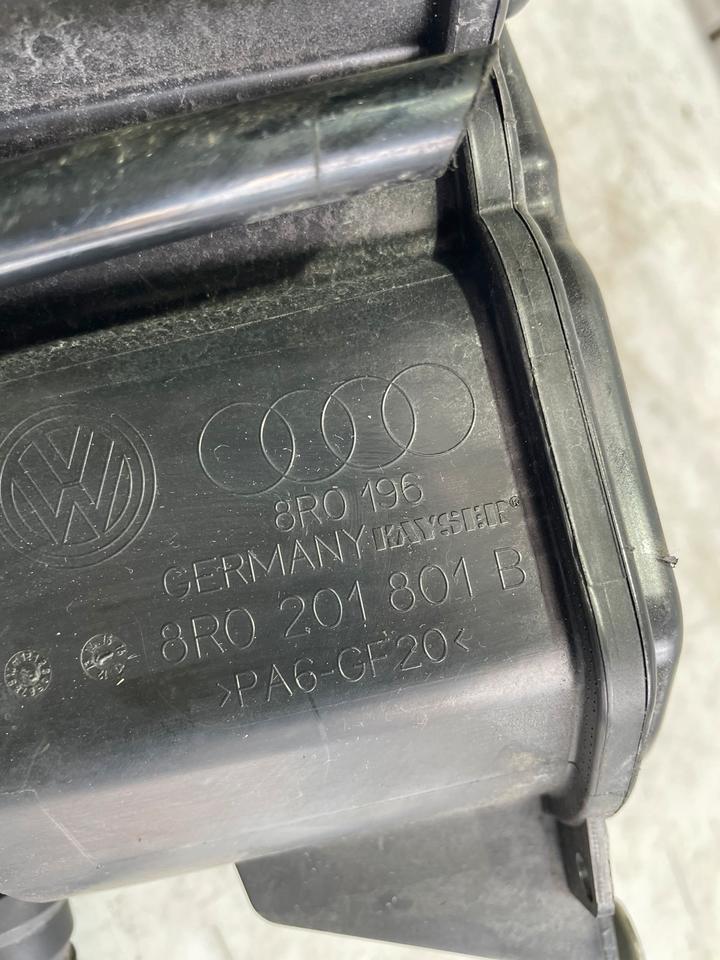 8R0 196
GERMANY KAYSER®
8R0 201 801 B
>PA6-GF20<